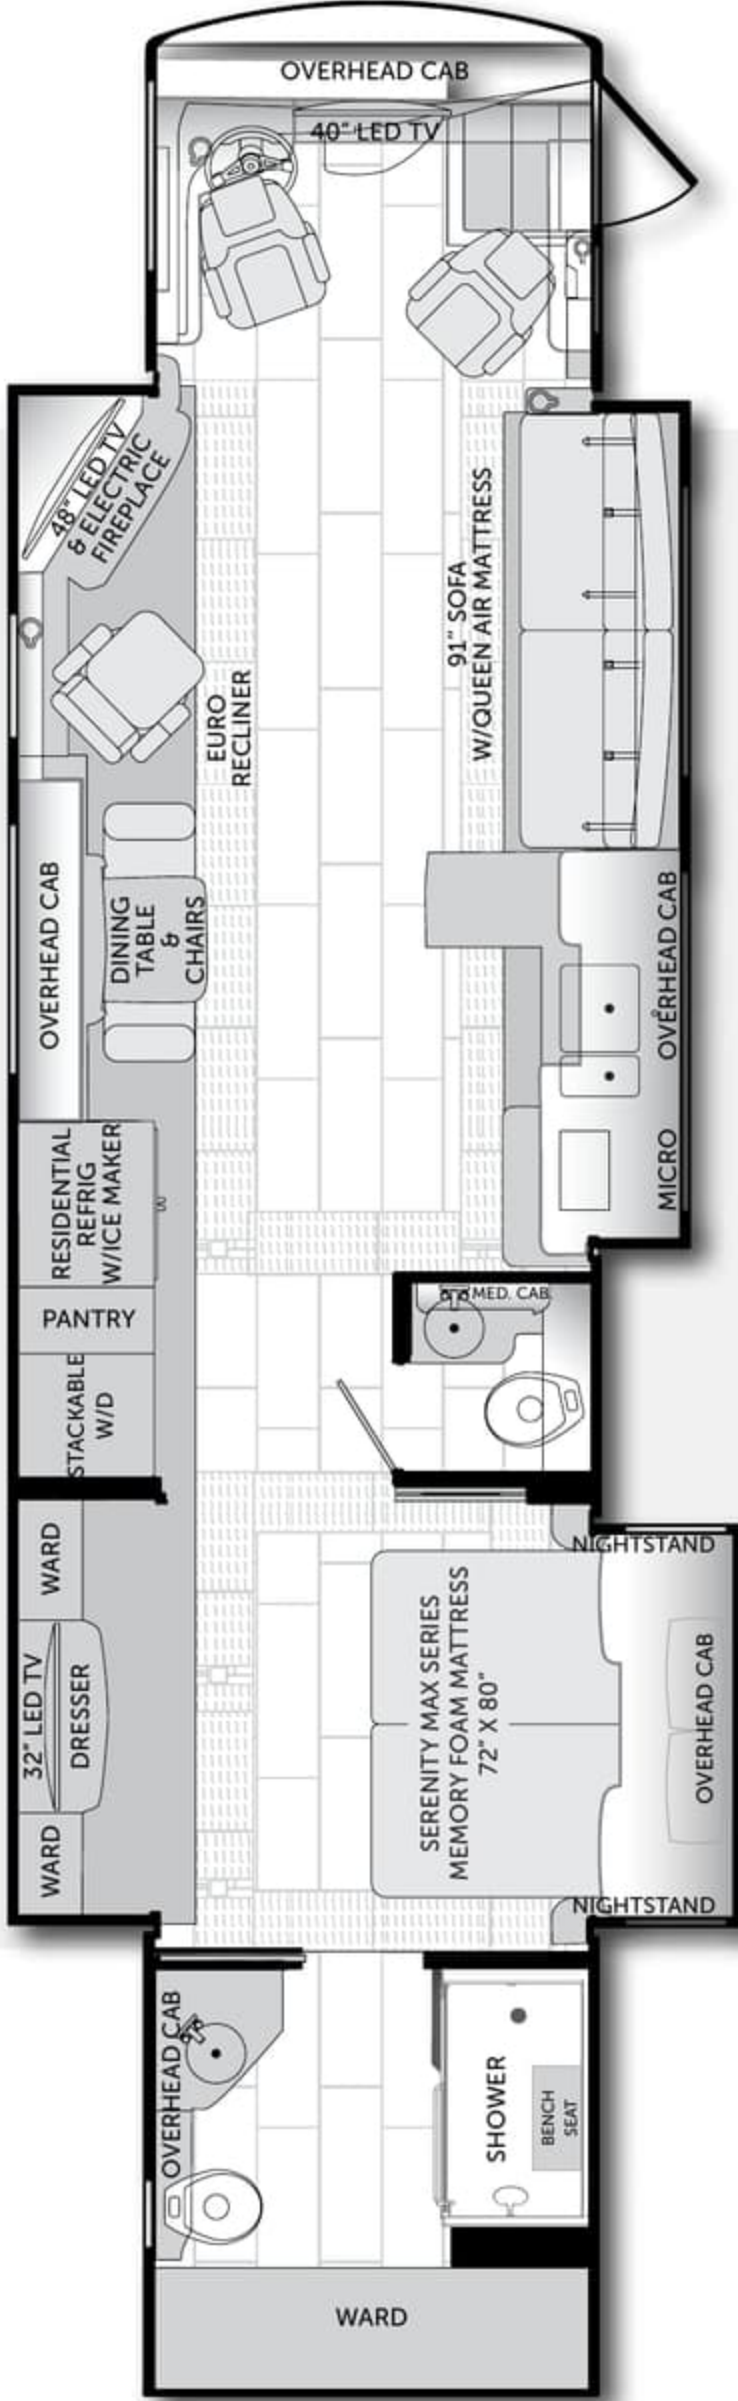 OVERHEAD CAB
40" LED TV
48" LED TV
& ELECTRIC
FIREPLACE
91" SOFA
W/QUEEN AIR MATTRESS
EURO
RECLINER
OVERHEAD CAB
DINING
TABLE
&
CHAIRS
OVERHEAD CAB
MICRO
RESIDENTIAL
REFRIG
W/ICE MAKER
PANTRY
STACKABLE
W/D
MED. CAB.
WARD
32" LED TV
DRESSER
WARD
NIGHTSTAND
SERENITY MAX SERIES
MEMORY FOAM MATTRESS
72" X 80"
OVERHEAD CAB
NIGHTSTAND
OVERHEAD CAB
SHOWER
BENCH
SEAT
WARD